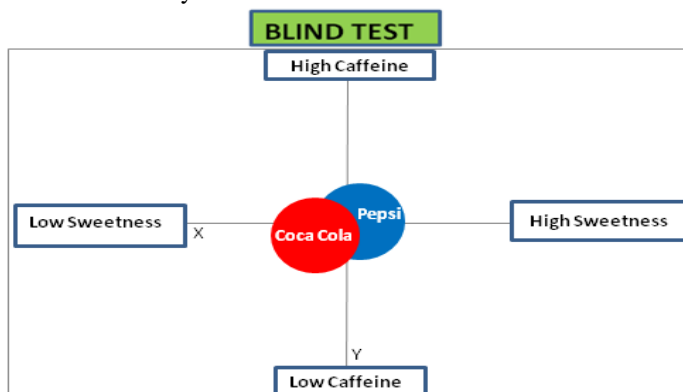 BLIND TEST
High Caffeine
Low Sweetness
X
Coca Cola
Pepsi
High Sweetness
Y
Low Caffeine